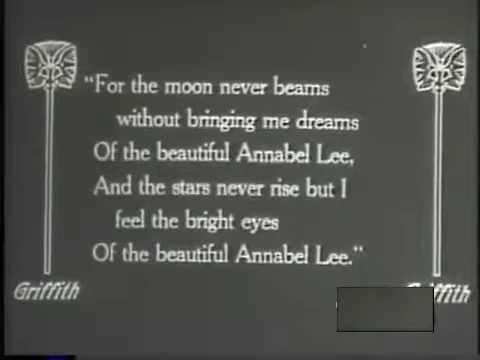 “For the moon never beams
without bringing me dreams
Of the beautiful Annabel Lee,
And the stars never rise but I
feel the bright eyes
Of the beautiful Annabel Lee.”
Griffith